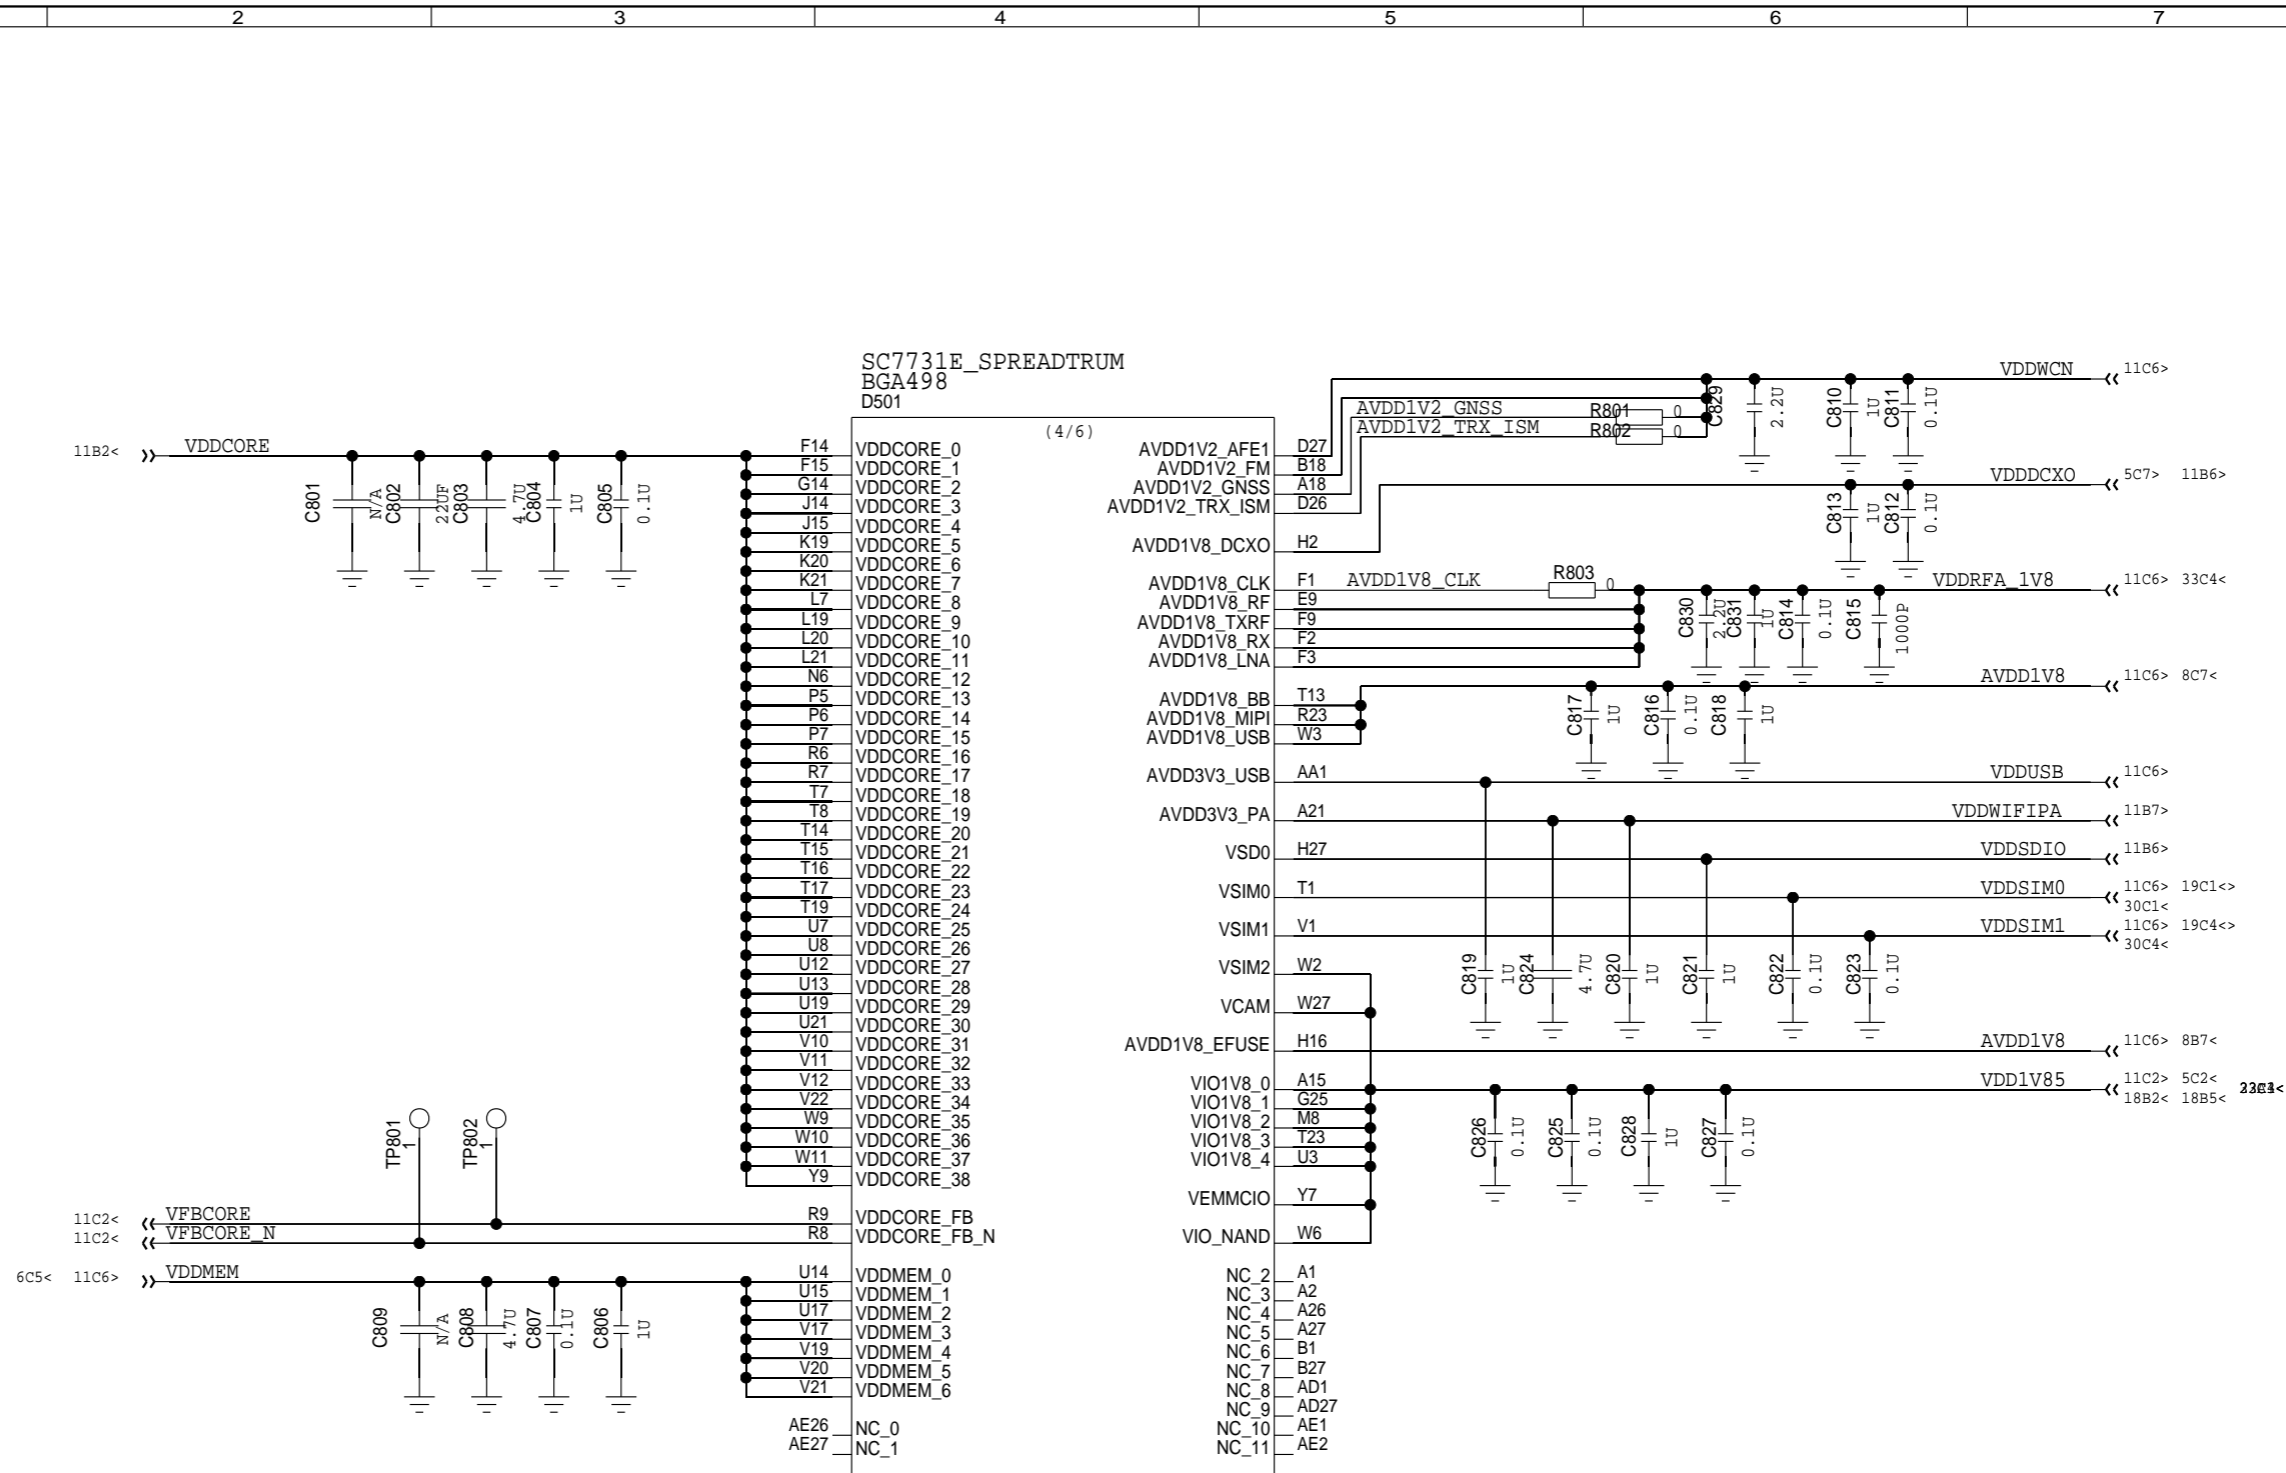 2 3 4 5 6 7
SC7731E_SPREADTRUM
BGA498
D501
(4/6)
11B2< VDDCORE
C801 N/A
C802 22UF
C803 4.7U
C804 1U
C805 0.1U
F14 VDDCORE_0
F15 VDDCORE_1
G14 VDDCORE_2
J14 VDDCORE_3
J15 VDDCORE_4
K19 VDDCORE_5
K20 VDDCORE_6
K21 VDDCORE_7
L7 VDDCORE_8
L19 VDDCORE_9
L20 VDDCORE_10
L21 VDDCORE_11
N6 VDDCORE_12
P5 VDDCORE_13
P6 VDDCORE_14
P7 VDDCORE_15
R6 VDDCORE_16
R7 VDDCORE_17
T7 VDDCORE_18
T8 VDDCORE_19
T14 VDDCORE_20
T15 VDDCORE_21
T16 VDDCORE_22
T17 VDDCORE_23
T19 VDDCORE_24
U7 VDDCORE_25
U8 VDDCORE_26
U12 VDDCORE_27
U13 VDDCORE_28
U19 VDDCORE_29
U21 VDDCORE_30
V10 VDDCORE_31
V11 VDDCORE_32
V12 VDDCORE_33
V22 VDDCORE_34
W9 VDDCORE_35
W10 VDDCORE_36
W11 VDDCORE_37
Y9 VDDCORE_38
TP801 1
TP802 1
11C2< VFBCORE R9 VDDCORE_FB
11C2< VFBCORE_N R8 VDDCORE_FB_N
6C5< 11C6> VDDMEM
C809 N/A
C808 4.7U
C807 0.1U
C806 1U
U14 VDDMEM_0
U15 VDDMEM_1
U17 VDDMEM_2
V17 VDDMEM_3
V19 VDDMEM_4
V20 VDDMEM_5
V21 VDDMEM_6
AE26 NC_0
AE27 NC_1
AVDD1V2_AFE1 D27
AVDD1V2_FM B18
AVDD1V2_GNSS A18
AVDD1V2_TRX_ISM D26
AVDD1V2_GNSS R801 0
AVDD1V2_TRX_ISM R802 0
C829 2.2U
C810 1U
C811 0.1U
VDDWCN 11C6>
AVDD1V8_DCXO H2
C813 1U
C812 0.1U
VDDDCXO 5C7> 11B6>
AVDD1V8_CLK F1 AVDD1V8_CLK R803 0
AVDD1V8_RF E9
AVDD1V8_TXRF F9
AVDD1V8_RX F2
AVDD1V8_LNA F3
C830 2.2U
C831 1U
C814 0.1U
C815 1000P
VDDRFA_1V8 11C6> 33C4<
AVDD1V8_BB T13
AVDD1V8_MIPI R23
AVDD1V8_USB W3
C817 1U
C816 0.1U
C818 1U
AVDD1V8 11C6> 8C7<
AVDD3V3_USB AA1 VDDUSB 11C6>
AVDD3V3_PA A21 VDDWIFIPA 11B7>
VSD0 H27 VDDSDIO 11B6>
VSIM0 T1 VDDSIM0 11C6> 19C1<>
30C1<
VSIM1 V1 VDDSIM1 11C6> 19C4<>
30C4<
C819 1U
C824 4.7U
C820 1U
C821 1U
C822 0.1U
C823 0.1U
VSIM2 W2
VCAM W27
AVDD1V8_EFUSE H16 AVDD1V8 11C6> 8B7<
VIO1V8_0 A15 VDD1V85 11C2> 5C2<
18B2< 18B5<
VIO1V8_1 G25
VIO1V8_2 M8
VIO1V8_3 T23
VIO1V8_4 U3
C826 0.1U
C825 0.1U
C828 1U
C827 0.1U
VEMMCIO Y7
VIO_NAND W6
NC_2 A1
NC_3 A2
NC_4 A26
NC_5 A27
NC_6 B1
NC_7 B27
NC_8 AD1
NC_9 AD27
NC_10 AE1
NC_11 AE2